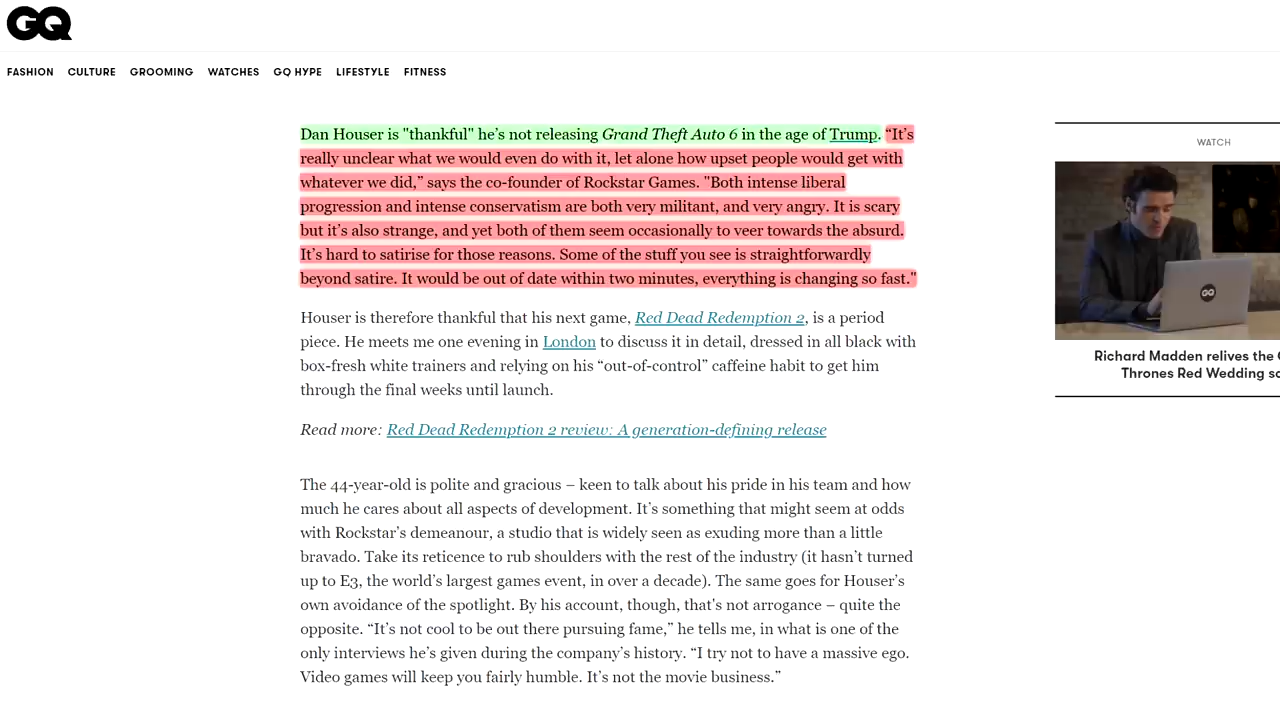 GQ
FASHION CULTURE GROOMING WATCHES GQ HYPE LIFESTYLE FITNESS
Dan Houser is "thankful" he’s not releasing Grand Theft Auto 6 in the age of Trump. “It’s
really unclear what we would even do with it, let alone how upset people would get with
whatever we did,” says the co-founder of Rockstar Games. "Both intense liberal
progression and intense conservatism are both very militant, and very angry. It is scary
but it’s also strange, and yet both of them seem occasionally to veer towards the absurd.
It’s hard to satirise for those reasons. Some of the stuff you see is straightforwardly
beyond satire. It would be out of date within two minutes, everything is changing so fast."
Houser is therefore thankful that his next game, Red Dead Redemption 2, is a period
piece. He meets me one evening in London to discuss it in detail, dressed in all black with
box-fresh white trainers and relying on his “out-of-control” caffeine habit to get him
through the final weeks until launch.
Read more: Red Dead Redemption 2 review: A generation-defining release
The 44-year-old is polite and gracious – keen to talk about his pride in his team and how
much he cares about all aspects of development. It’s something that might seem at odds
with Rockstar’s demeanour, a studio that is widely seen as exuding more than a little
bravado. Take its reticence to rub shoulders with the rest of the industry (it hasn’t turned
up to E3, the world’s largest games event, in over a decade). The same goes for Houser’s
own avoidance of the spotlight. By his account, though, that’s not arrogance – quite the
opposite. “It’s not cool to be out there pursuing fame,” he tells me, in what is one of the
only interviews he’s given during the company’s history. “I try not to have a massive ego.
Video games will keep you fairly humble. It’s not the movie business.”
WATCH
GQ
Richard Madden relives the
Thrones Red Wedding